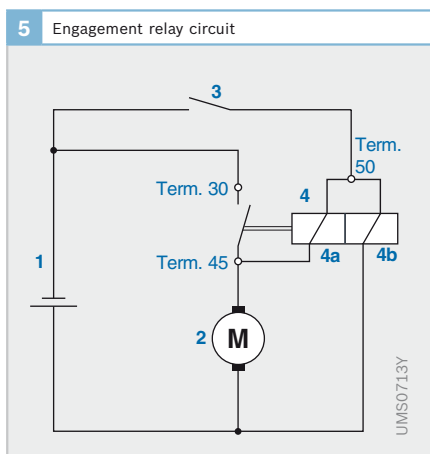 5 Engagement relay circuit
3
Term.
50
Term. 30
4
Term. 45
4a
4b
1
2
M
UMS0713Y